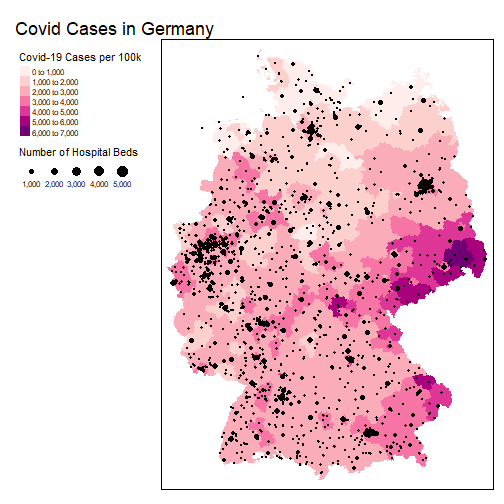 Covid Cases in Germany
Covid-19 Cases per 100k
0 to 1,000
1,000 to 2,000
2,000 to 3,000
3,000 to 4,000
4,000 to 5,000
5,000 to 6,000
6,000 to 7,000
Number of Hospital Beds
1,000 2,000 3,000 4,000 5,000